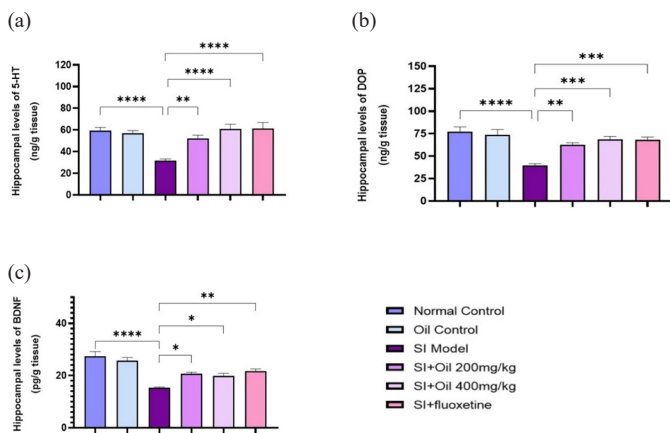 (a)
Hippocampal levels of 5-HT
(ng/g tissue)
120
100
80
60
40
20
0
****
****
****
**
(b)
Hippocampal levels of DOP
(ng/g tissue)
150
125
100
75
50
25
0
***
***
****
**
(c)
Hippocampal levels of BDNF
(pg/g tissue)
40
20
0
**
*
****
*
Normal Control
Oil Control
SI Model
SI+Oil 200mg/kg
SI+Oil 400mg/kg
SI+fluoxetine